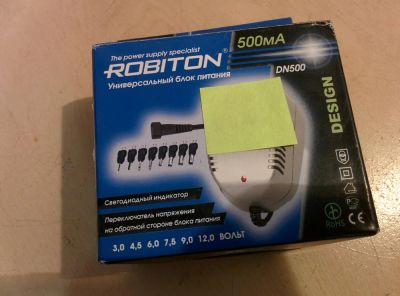 The power supply specialist
ROBITON®
Универсальный блок питания
500мА
DN500
DESIGN
Светодиодный индикатор
Переключатель напряжения
на обратной стороне блока питания
3,0 4,5 6,0 7,5 9,0 12,0 ВОЛЬТ
RoHS
CE